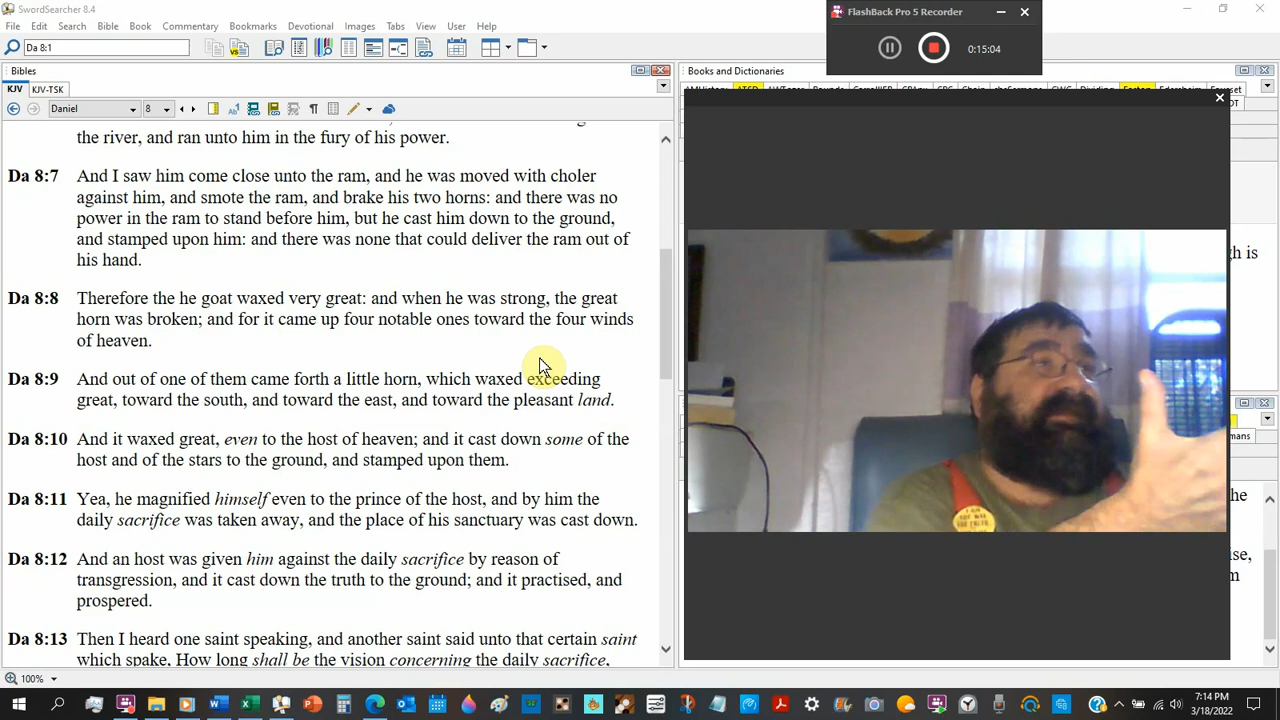 SwordSearcher 8.4
File Edit Search Bible Book Commentary Bookmarks Devotional Images Tabs View User Help
Da 8:1
FlashBack Pro 5 Recorder
0:15:04
Bibles
Books and Dictionaries
KJV KJV-TSK
Daniel 8
the river, and ran unto him in the fury of his power.
Da 8:7 And I saw him come close unto the ram, and he was moved with choler
against him, and smote the ram, and brake his two horns: and there was no
power in the ram to stand before him, but he cast him down to the ground,
and stamped upon him: and there was none that could deliver the ram out of
his hand.
Da 8:8 Therefore the he goat waxed very great: and when he was strong, the great
horn was broken; and for it came up four notable ones toward the four winds
of heaven.
Da 8:9 And out of one of them came forth a little horn, which waxed exceeding
great, toward the south, and toward the east, and toward the pleasant land.
Da 8:10 And it waxed great, even to the host of heaven; and it cast down some of the
host and of the stars to the ground, and stamped upon them.
Da 8:11 Yea, he magnified himself even to the prince of the host, and by him the
daily sacrifice was taken away, and the place of his sanctuary was cast down.
Da 8:12 And an host was given him against the daily sacrifice by reason of
transgression, and it cast down the truth to the ground; and it practised, and
prospered.
Da 8:13 Then I heard one saint speaking, and another saint said unto that certain saint
which spake, How long shall be the vision concerning the daily sacrifice,
100%
7:14 PM
3/18/2022